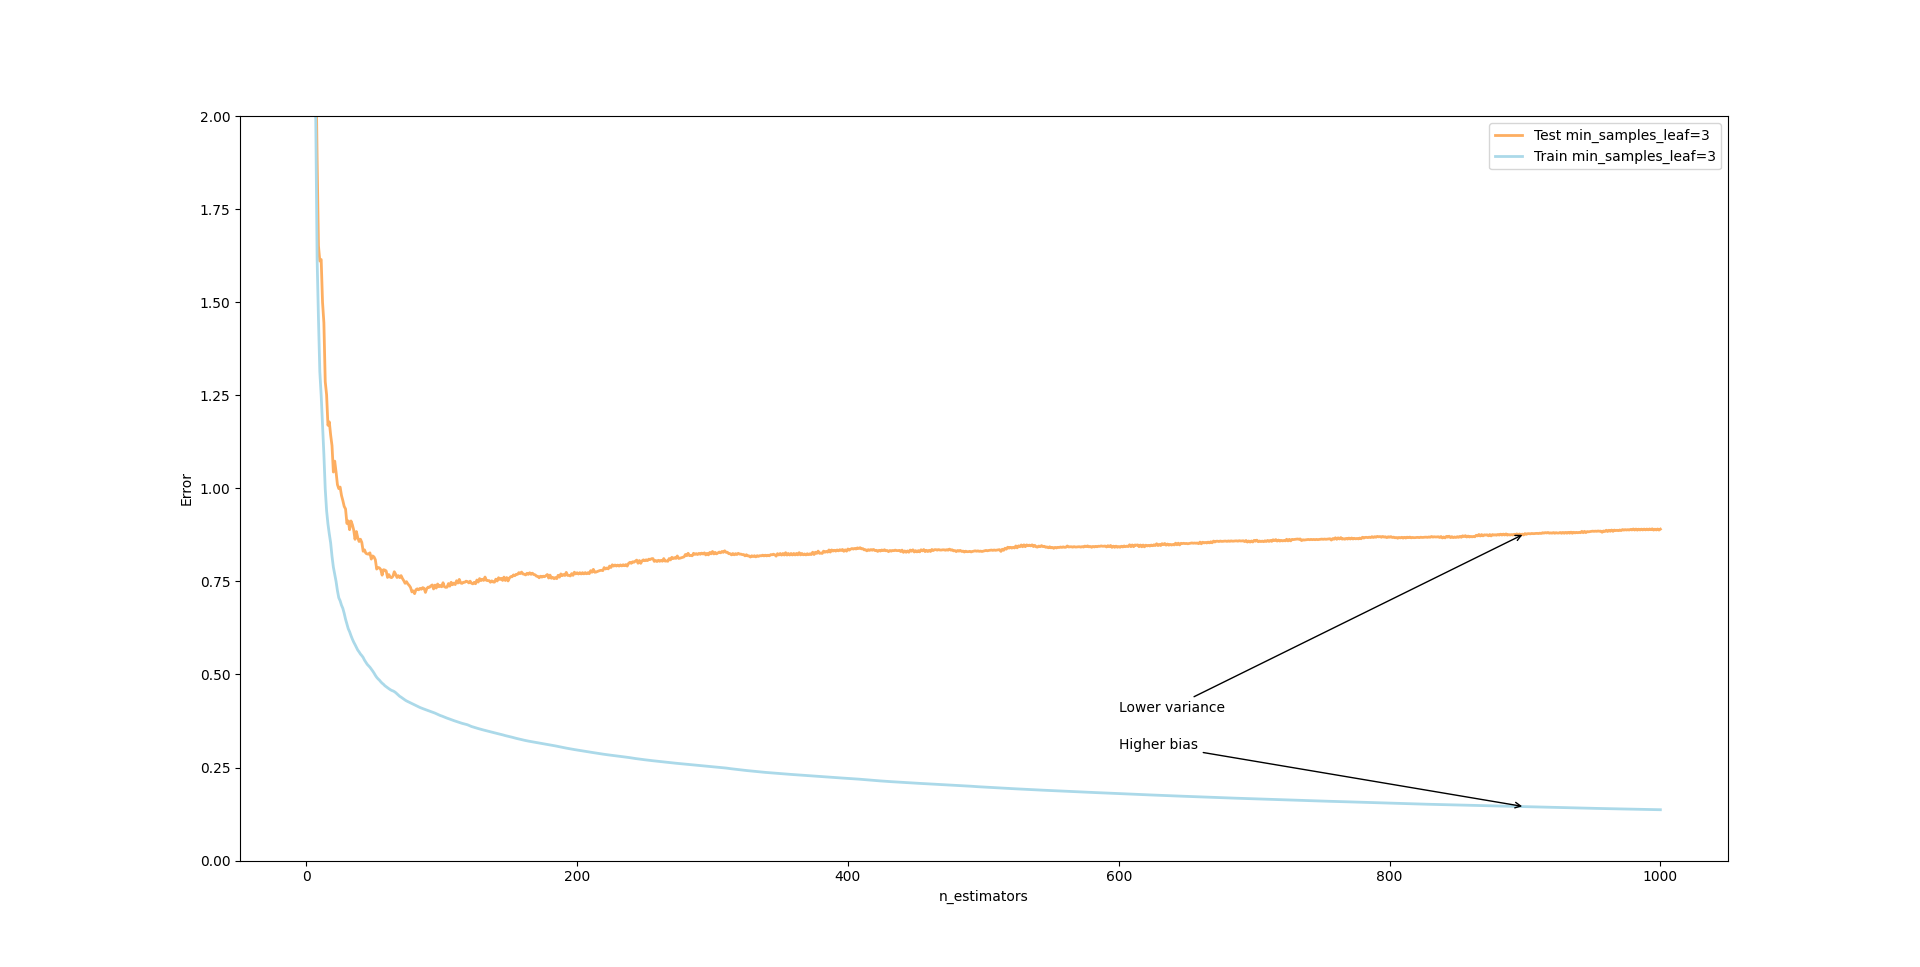 Test min_samples_leaf=3
Train min_samples_leaf=3
2.00
1.75
1.50
1.25
1.00
0.75
0.50
0.25
0.00
Error
Lower variance
Higher bias
0 200 400 600 800 1000
n_estimators